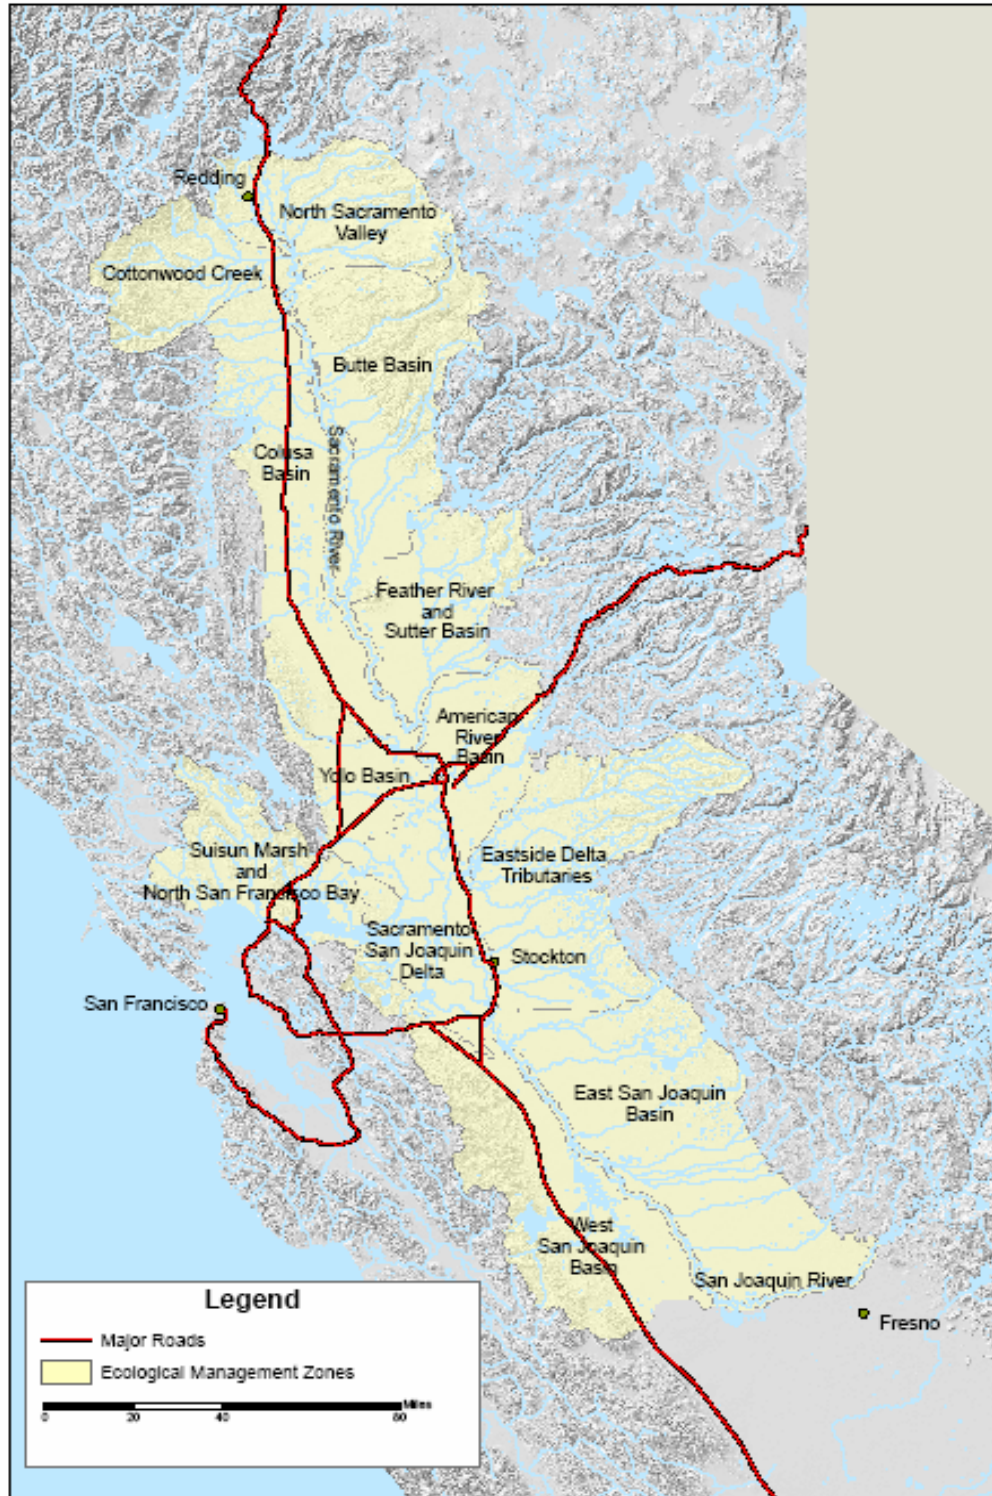 Redding
North Sacramento
Valley
Cottonwood Creek
Butte Basin
Colusa
Basin
Sacramento River
Feather River
and
Sutter Basin
American
River
Basin
Yolo Basin
Suisun Marsh
and
North San Francisco Bay
Eastside Delta
Tributaries
Sacramento
San Joaquin
Delta
Stockton
San Francisco
East San Joaquin
Basin
West
San Joaquin
Basin
San Joaquin River
Fresno
Legend
Major Roads
Ecological Management Zones
Miles
0 20 40 80